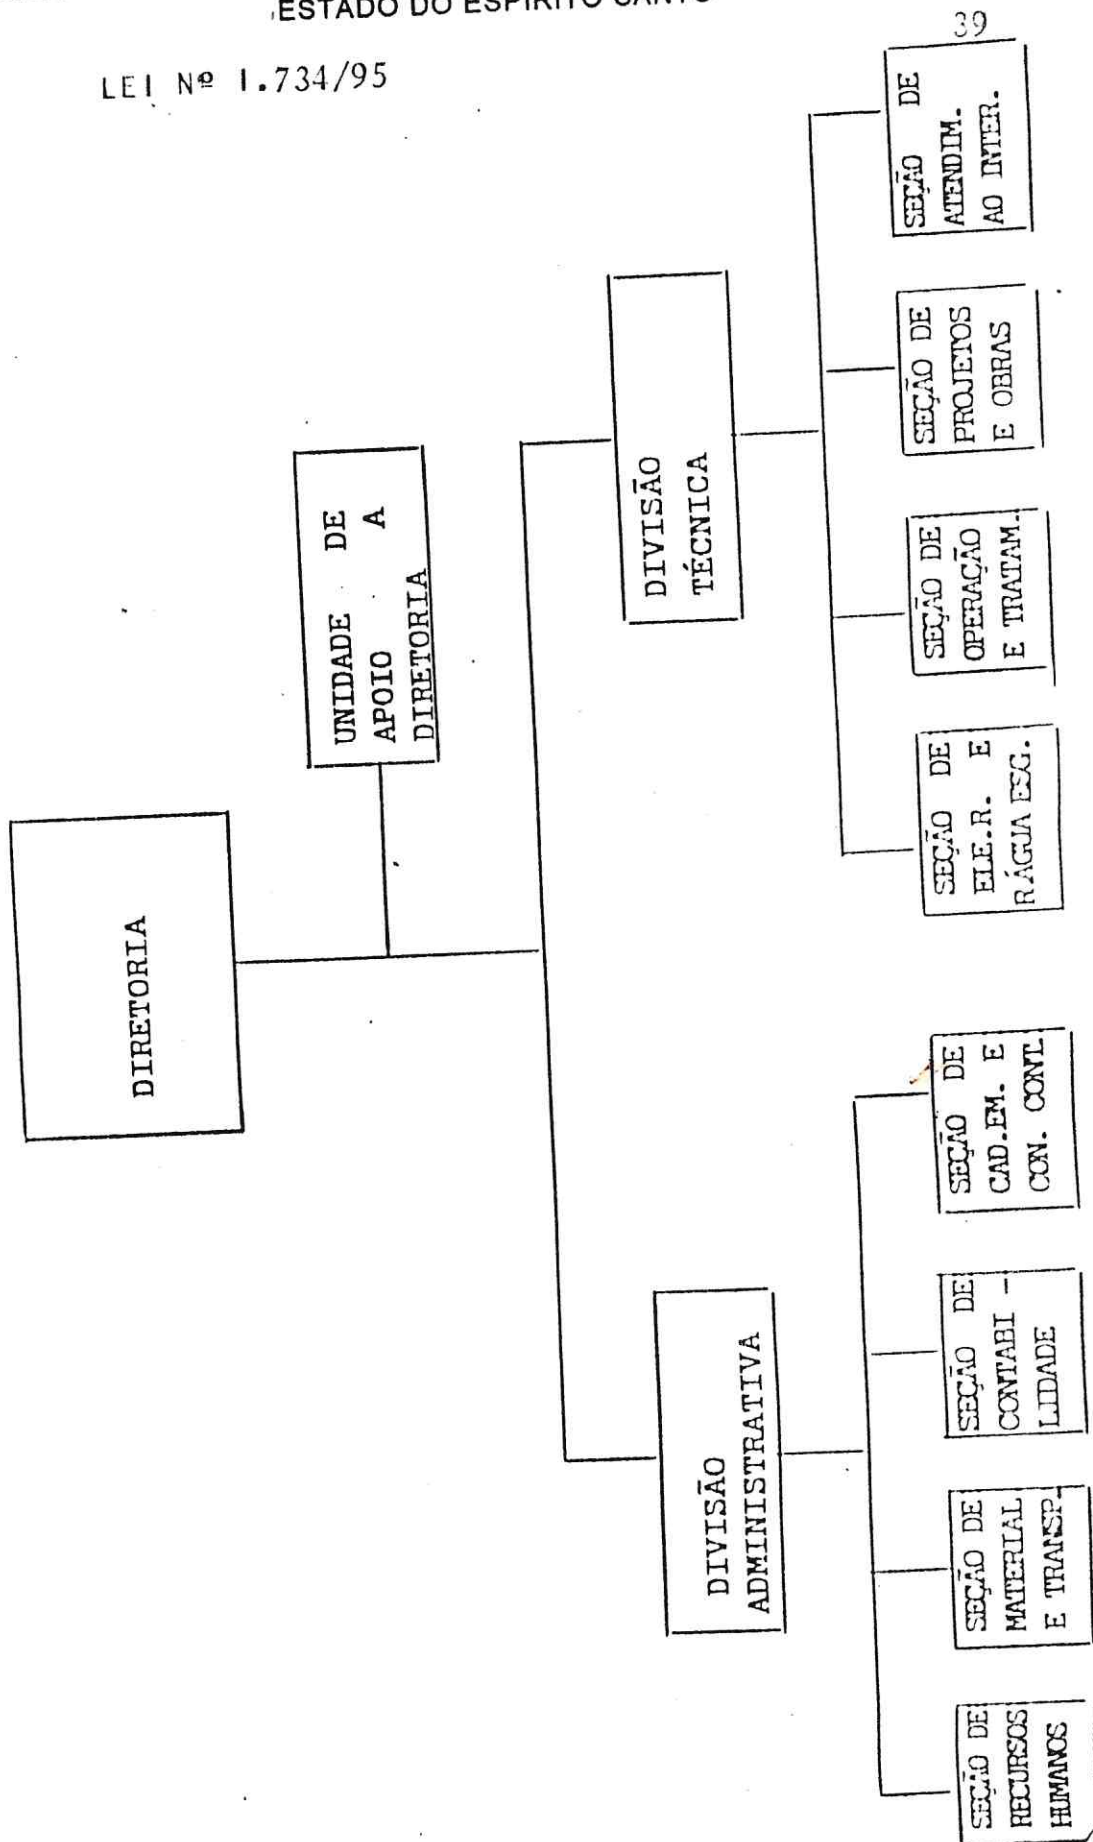 ESTADO DO ESPÍRITO SANTO
39
LEI Nº 1.734/95
DIRETORIA
UNIDADE DE
APOIO A
DIRETORIA
DIVISÃO
ADMINISTRATIVA
DIVISÃO
TÉCNICA
SEÇÃO DE
RECURSOS
HUMANOS
SEÇÃO DE
MATERIAL
E TRANSP.
SEÇÃO DE
CONTABI -
LIDADE
SEÇÃO DE
CAD.EM. E
CON. CONT.
SEÇÃO DE
ELE.R. E
RÁGUA ESG.
SEÇÃO DE
OPERAÇÃO
E TRATAM.
SEÇÃO DE
PROJETOS
E OBRAS
SEÇÃO DE
ATENDIM.
AO INTER.